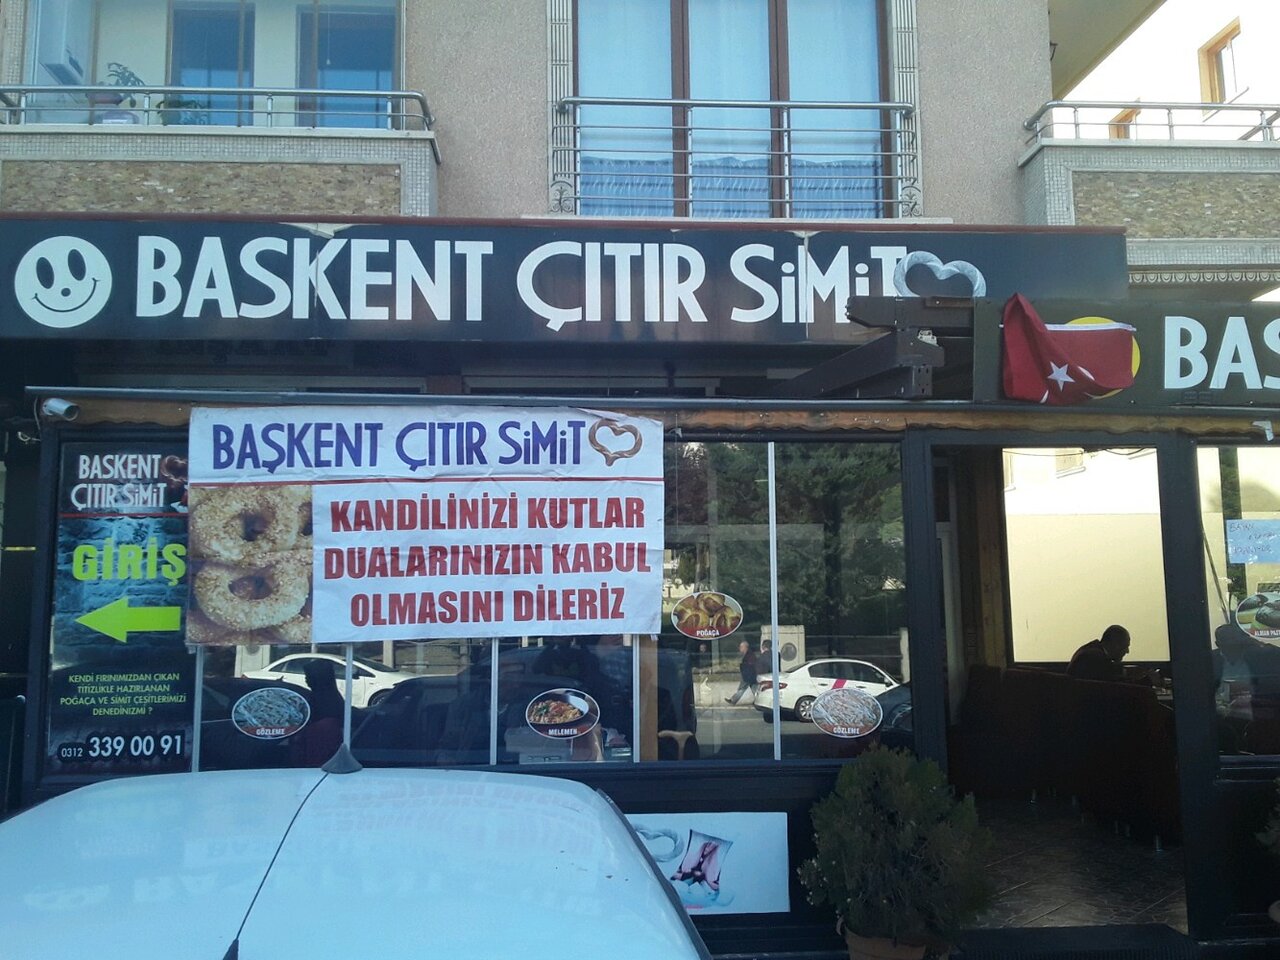 BASKENT ÇITIR SiMiT
BAS
BAŞKENT ÇITIR SiMiT
KANDİLİNİZİ KUTLAR
DUALARINIZIN KABUL
OLMASINI DİLERİZ
BASKENT
ÇITIR SiMiT
GİRİŞ
KENDİ FIRINIMIZDAN ÇIKAN
TİTİZLİKLE HAZIRLANAN
POĞAÇA VE SİMİT ÇEŞİTLERİMİZİ
DENEDİNİZMİ ?
0312 339 00 91
POĞAÇA
GÖZLEME
MELEMEN
GÖZLEME